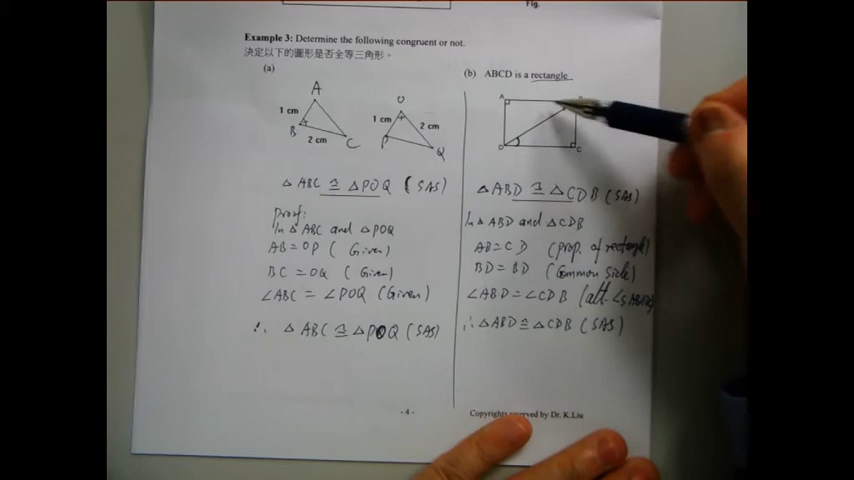 Fig.
Example 3: Determine the following congruent or not.
決定以下的圖形是否全等三角形。
(a)
A
1 cm
B
2 cm
C
O
1 cm
2 cm
P
Q
△ABC ≅ △POQ (SAS)
proof:
In △ABC and △POQ
AB = OP (Given)
BC = OQ (Given)
∠ABC = ∠POQ (Given)
∴ △ABC ≅ △POQ (SAS)
(b) ABCD is a rectangle
A
D
C
△ABD ≅ △CDB (SAS)
In △ABD and △CDB
AB = CD (prop. of rectangle)
BD = BD (Common side)
∠ABD = ∠CDB (alt. ∠s
∴ △ABD ≅ △CDB (SAS)
- 4 -
Copyrights reserved by Dr. K.Liu